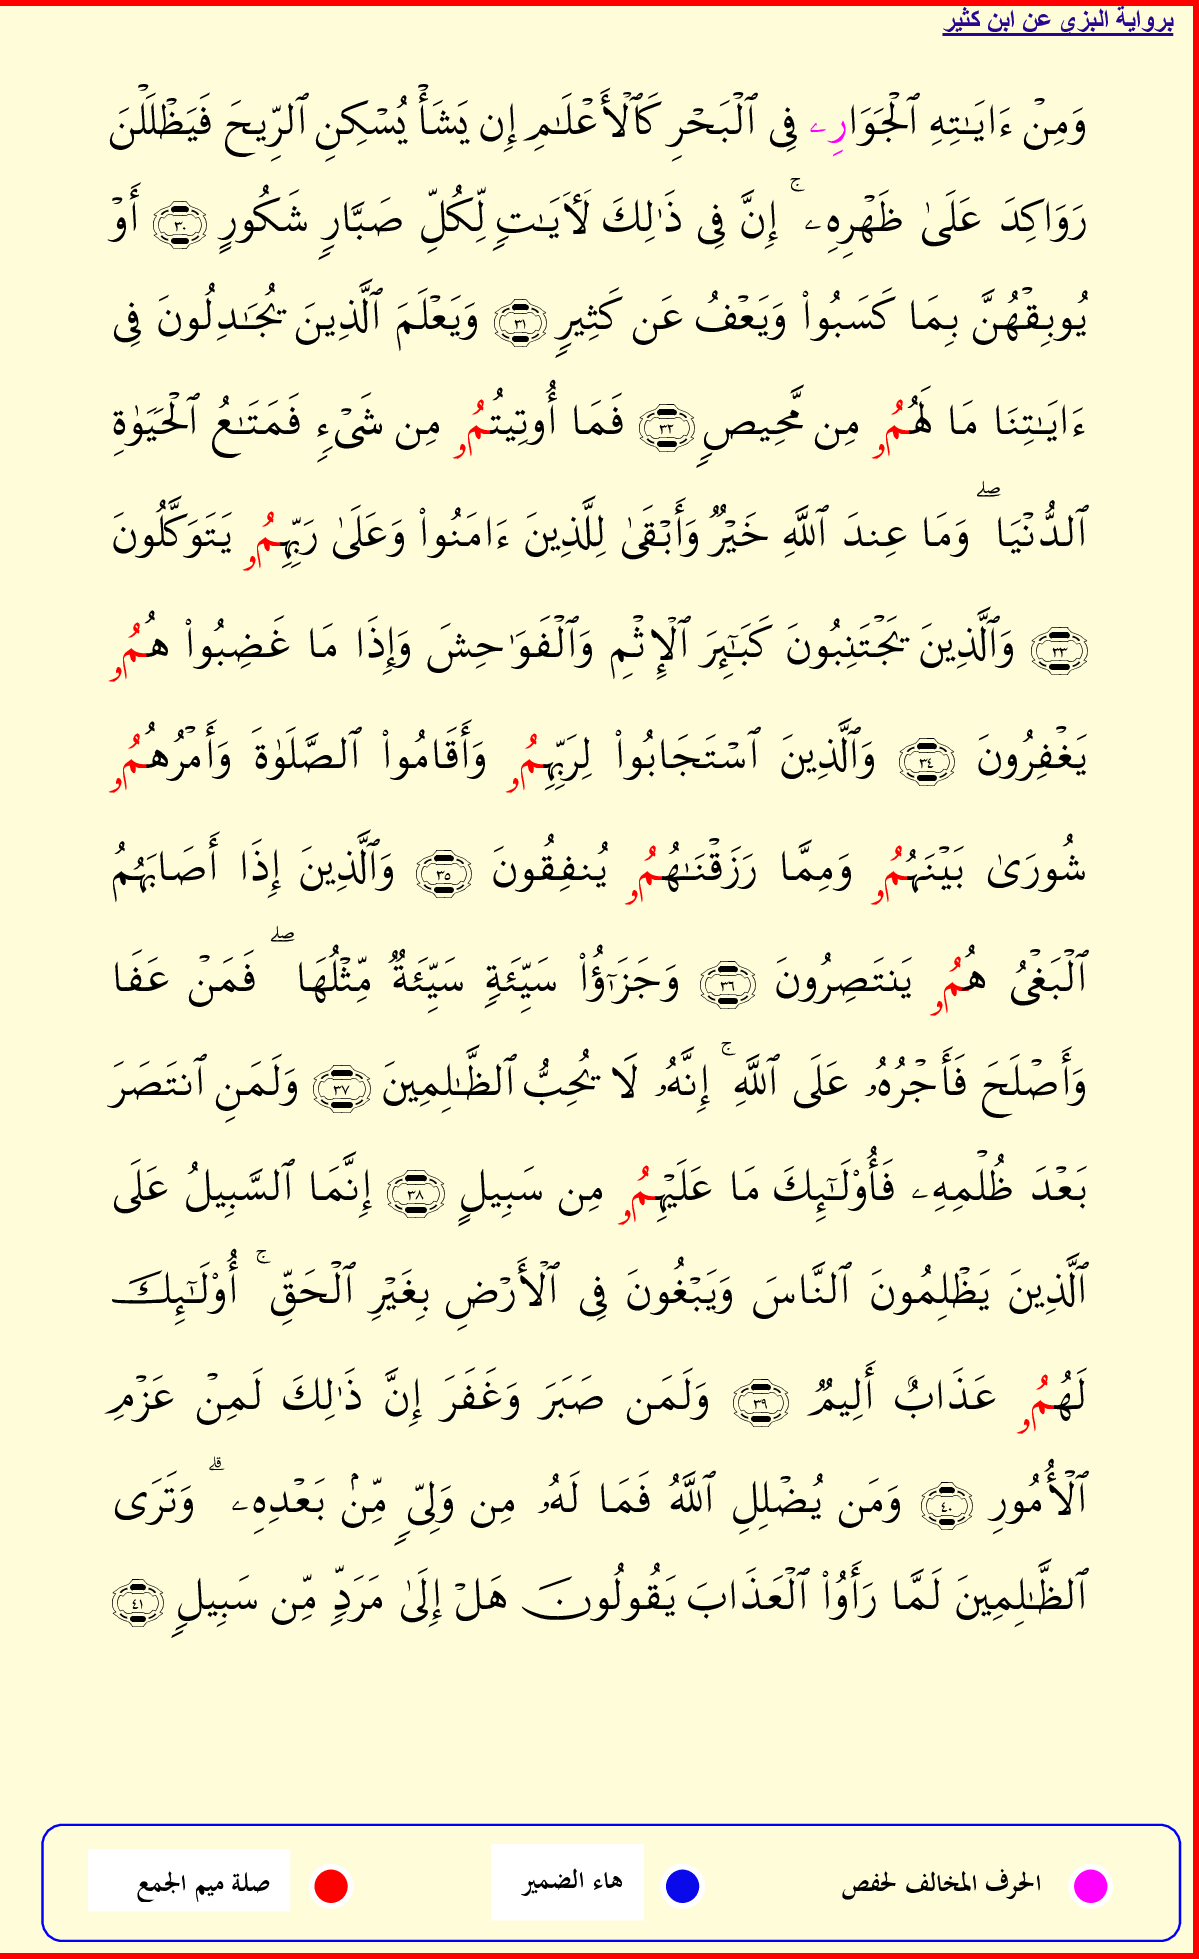 برواية البزي عن ابن كثير
وَمِنْ ءَايَٰتِهِ ٱلْجَوَارِۦ فِى ٱلْبَحْرِ كَٱلْأَعْلَٰمِ إِن يَشَأْ يُسْكِنِ ٱلرِّيحَ فَيَظْلَلْنَ
رَوَاكِدَ عَلَىٰ ظَهْرِهِۦ ۚ إِنَّ فِى ذَٰلِكَ لَأَيَٰتٍ لِّكُلِّ صَبَّارٍ شَكُورٍ ٣٠ أَوْ
يُوبِقْهُنَّ بِمَا كَسَبُوا۟ وَيَعْفُ عَن كَثِيرٍ ٣١ وَيَعْلَمَ ٱلَّذِينَ يُجَٰدِلُونَ فِى
ءَايَٰتِنَا مَا لَهُمُۥ مِن مَّحِيصٍ ٣٢ فَمَا أُوتِيتُمُۥ مِن شَىْءٍ فَمَتَٰعُ ٱلْحَيَوٰةِ
ٱلدُّنْيَا ۖ وَمَا عِندَ ٱللَّهِ خَيْرٌ وَأَبْقَىٰ لِلَّذِينَ ءَامَنُوا۟ وَعَلَىٰ رَبِّهِمُۥ يَتَوَكَّلُونَ
٣٣ وَٱلَّذِينَ يَجْتَنِبُونَ كَبَٰٓئِرَ ٱلْإِثْمِ وَٱلْفَوَٰحِشَ وَإِذَا مَا غَضِبُوا۟ هُمُۥ
يَغْفِرُونَ ٣٤ وَٱلَّذِينَ ٱسْتَجَابُوا۟ لِرَبِّهِمُۥ وَأَقَامُوا۟ ٱلصَّلَوٰةَ وَأَمْرُهُمُۥ
شُورَىٰ بَيْنَهُمُۥ وَمِمَّا رَزَقْنَٰهُمُۥ يُنفِقُونَ ٣٥ وَٱلَّذِينَ إِذَا أَصَابَهُمُ
ٱلْبَغْىُ هُمُۥ يَنتَصِرُونَ ٣٦ وَجَزَٰٓؤُا۟ سَيِّئَةٍ سَيِّئَةٌ مِّثْلُهَا ۖ فَمَنْ عَفَا
وَأَصْلَحَ فَأَجْرُهُۥ عَلَى ٱللَّهِ ۚ إِنَّهُۥ لَا يُحِبُّ ٱلظَّٰلِمِينَ ٣٧ وَلَمَنِ ٱنتَصَرَ
بَعْدَ ظُلْمِهِۦ فَأُو۟لَٰٓئِكَ مَا عَلَيْهِمُۥ مِن سَبِيلٍ ٣٨ إِنَّمَا ٱلسَّبِيلُ عَلَى
ٱلَّذِينَ يَظْلِمُونَ ٱلنَّاسَ وَيَبْغُونَ فِى ٱلْأَرْضِ بِغَيْرِ ٱلْحَقِّ ۚ أُو۟لَٰٓئِكَ
لَهُمُۥ عَذَابٌ أَلِيمٌ ٣٩ وَلَمَن صَبَرَ وَغَفَرَ إِنَّ ذَٰلِكَ لَمِنْ عَزْمِ
ٱلْأُمُورِ ٤٠ وَمَن يُضْلِلِ ٱللَّهُ فَمَا لَهُۥ مِن وَلِىٍّ مِّنۢ بَعْدِهِۦ ۗ وَتَرَى
ٱلظَّٰلِمِينَ لَمَّا رَأَوُا۟ ٱلْعَذَابَ يَقُولُونَ هَلْ إِلَىٰ مَرَدٍّ مِّن سَبِيلٍ ٤١
الحرف المخالف لحفص
هاء الضمير
صلة ميم الجمع